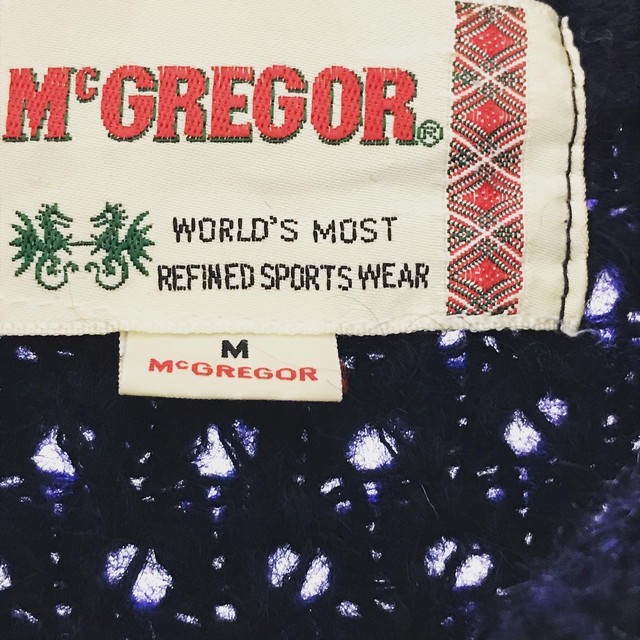 McGREGOR®
WORLD'S MOST
REFINED SPORTS WEAR
M
McGREGOR